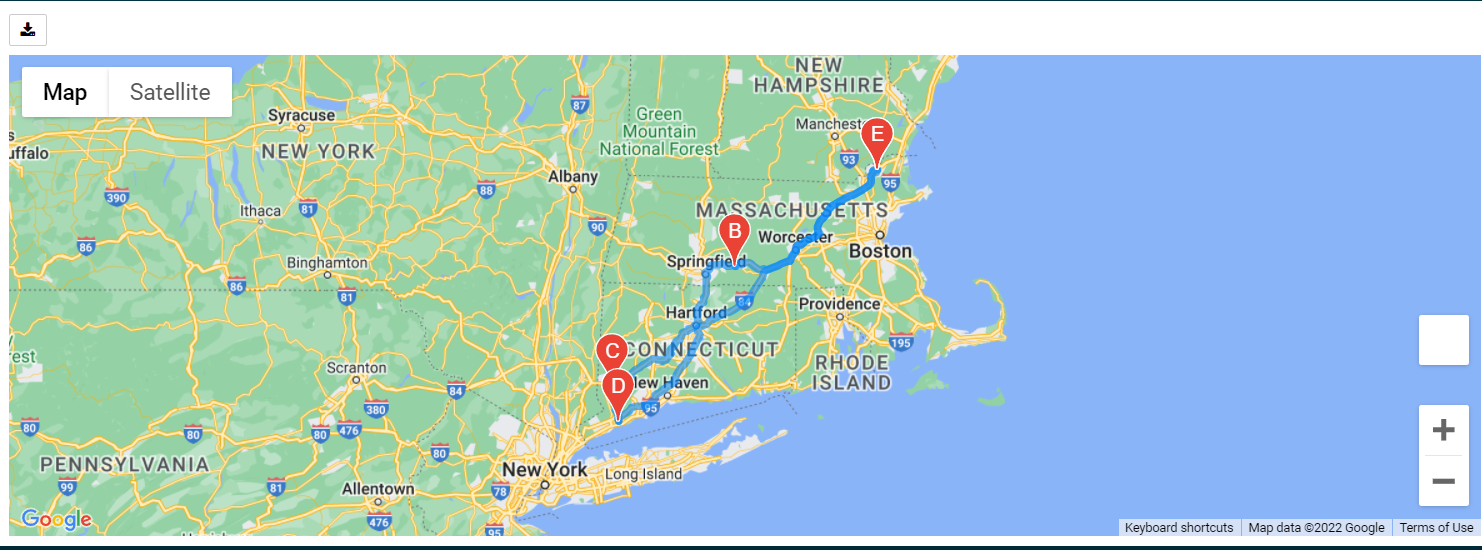 Map Satellite
NEW
HAMPSHIRE
Syracuse
87
Green
Mountain
National Forest
Manchest
E
NEW YORK
uffalo
93
Albany
95
390
88
Ithaca
81
90
MASSACHUSETTS
B
Worcester
86
Boston
Springfield
Binghamton
86
81
84
Providence
Hartford
C
CONNECTICUT
195
est
RHODE
ISLAND
Scranton
D
New Haven
84
95
380
80
80
80
476
80
PENNSYLVANIA
New York
Long Island
99
81
Allentown
78
Google
476
95
Keyboard shortcuts Map data ©2022 Google Terms of Use